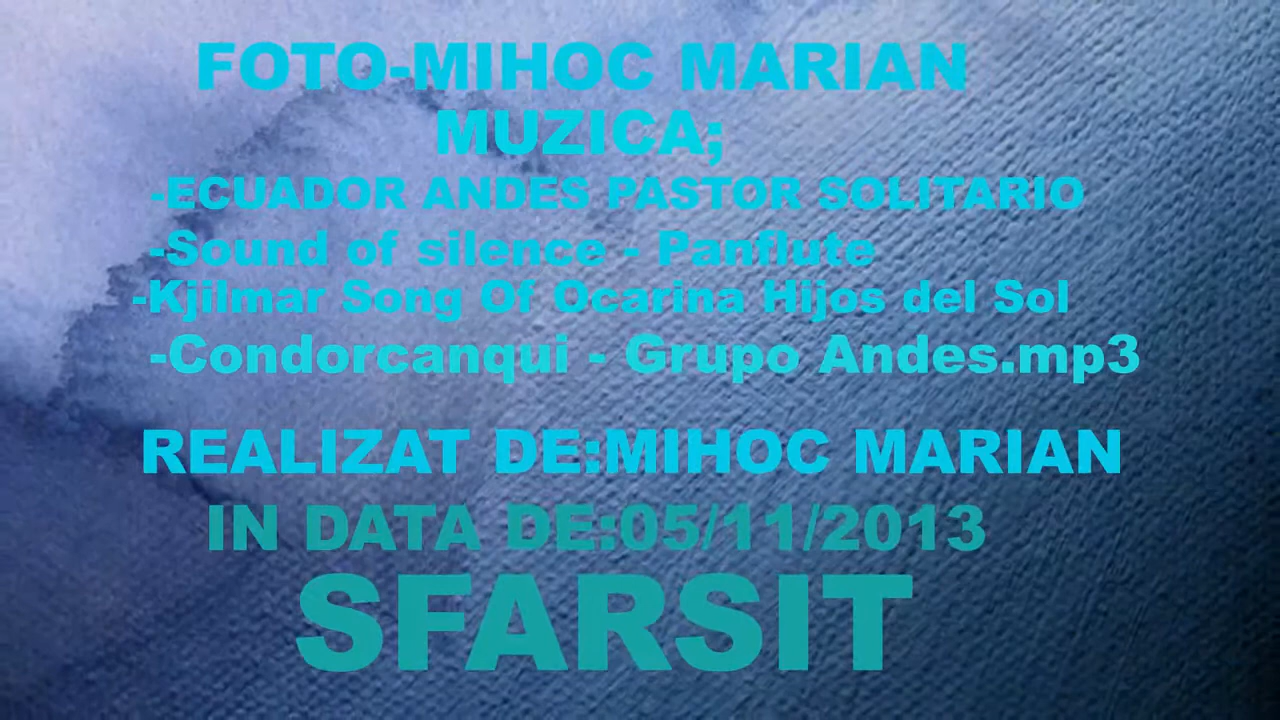 FOTO-MIHOC MARIAN
MUZICA;
-ECUADOR ANDES PASTOR SOLITARIO
-Sound of silence - Panflute
-Kjilmar Song Of Ocarina Hijos del Sol
-Condorcanqui - Grupo Andes.mp3
REALIZAT DE:MIHOC MARIAN
IN DATA DE:05/11/2013
SFARSIT